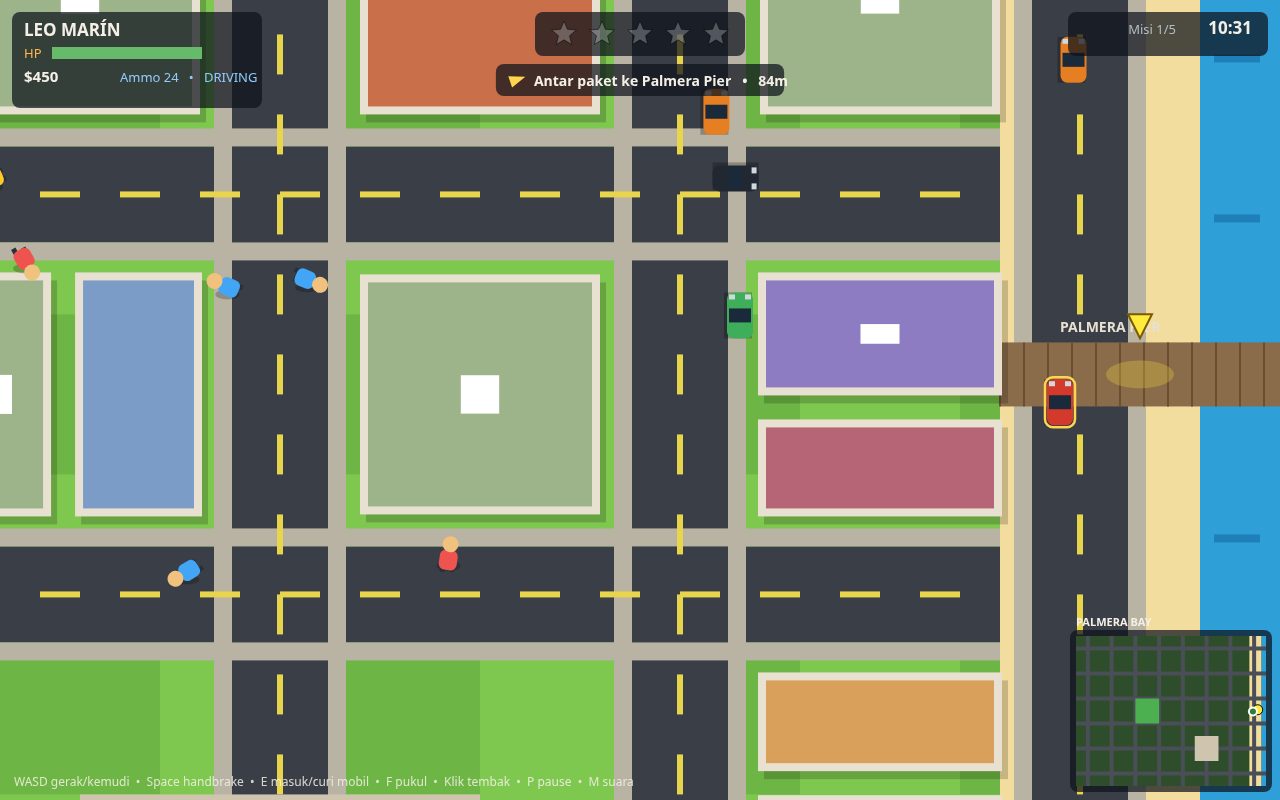 LEO MARÍN
HP
$450
Ammo 24 • DRIVING
Antar paket ke Palmera Pier • 84m
Misi 1/5
10:31
PALMERA
PALMERA BAY
WASD gerak/kemudi • Space handbrake • E masuk/curi mobil • F pukul • Klik tembak • P pause • M suara